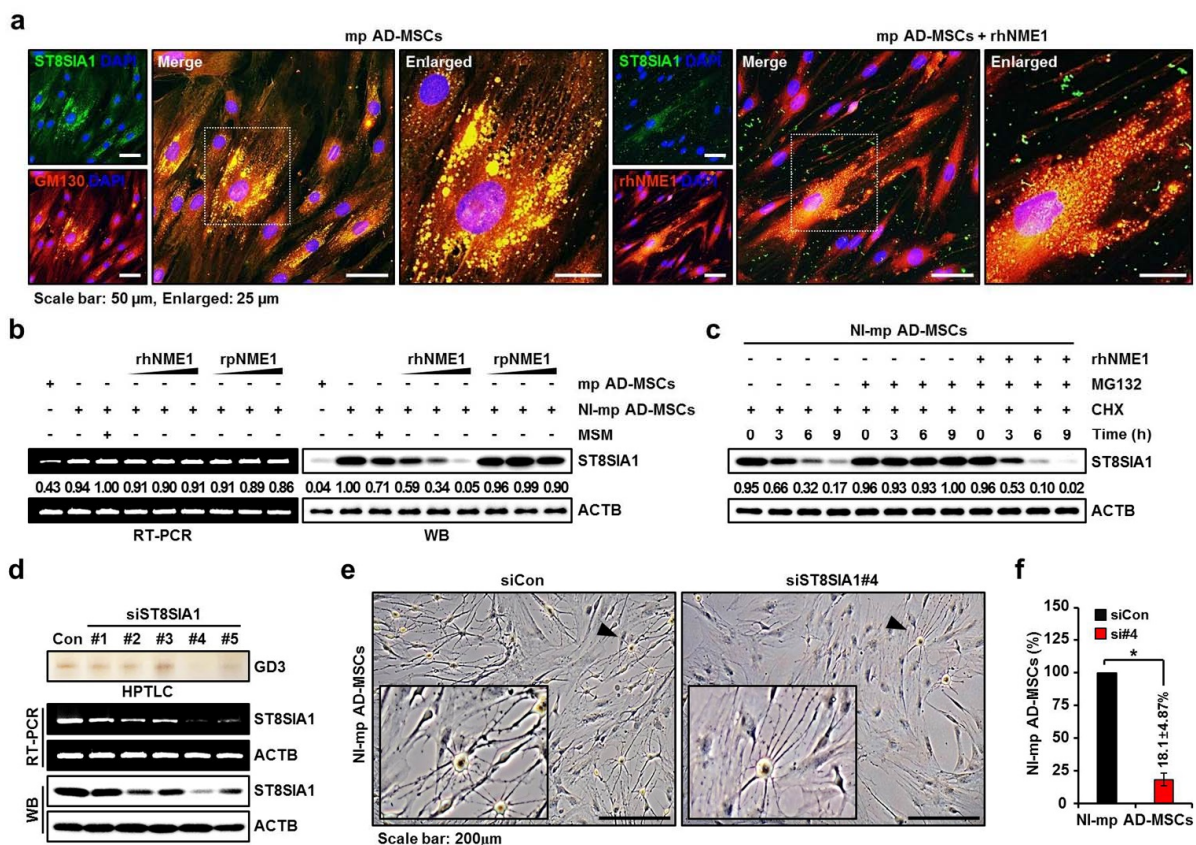 a
mp AD-MSCs
mp AD-MSCs + rhNME1
ST8SIA1 DAPI
Merge
Enlarged
ST8SIA1 DAPI
Merge
Enlarged
GM130 DAPI
rhNME1 DAPI
Scale bar: 50 μm, Enlarged: 25 μm
b
rhNME1 rpNME1 rhNME1 rpNME1
+ - - - - - - - - + - - - - - - - - mp AD-MSCs
- + + + + + + + + - + + + + + + + + NI-mp AD-MSCs
- - + - - - - - - - - + - - - - - - MSM
ST8SIA1
0.43 0.94 1.00 0.91 0.90 0.91 0.91 0.89 0.86 0.04 1.00 0.71 0.59 0.34 0.05 0.96 0.99 0.90
ACTB
RT-PCR WB
c
NI-mp AD-MSCs
- - - - - - - - + + + + rhNME1
- - - - + + + + + + + + MG132
+ + + + + + + + + + + + CHX
0 3 6 9 0 3 6 9 0 3 6 9 Time (h)
ST8SIA1
0.95 0.66 0.32 0.17 0.96 0.93 0.93 1.00 0.96 0.53 0.10 0.02
ACTB
d
siST8SIA1
Con #1 #2 #3 #4 #5
GD3
HPTLC
RT-PCR
ST8SIA1
ACTB
WB
ST8SIA1
ACTB
e
siCon
siST8SIA1#4
NI-mp AD-MSCs
Scale bar: 200μm
f
NI-mp AD-MSCs (%)
150
125
100
75
50
25
0
siCon
si#4
*
18.1±4.87%
NI-mp AD-MSCs